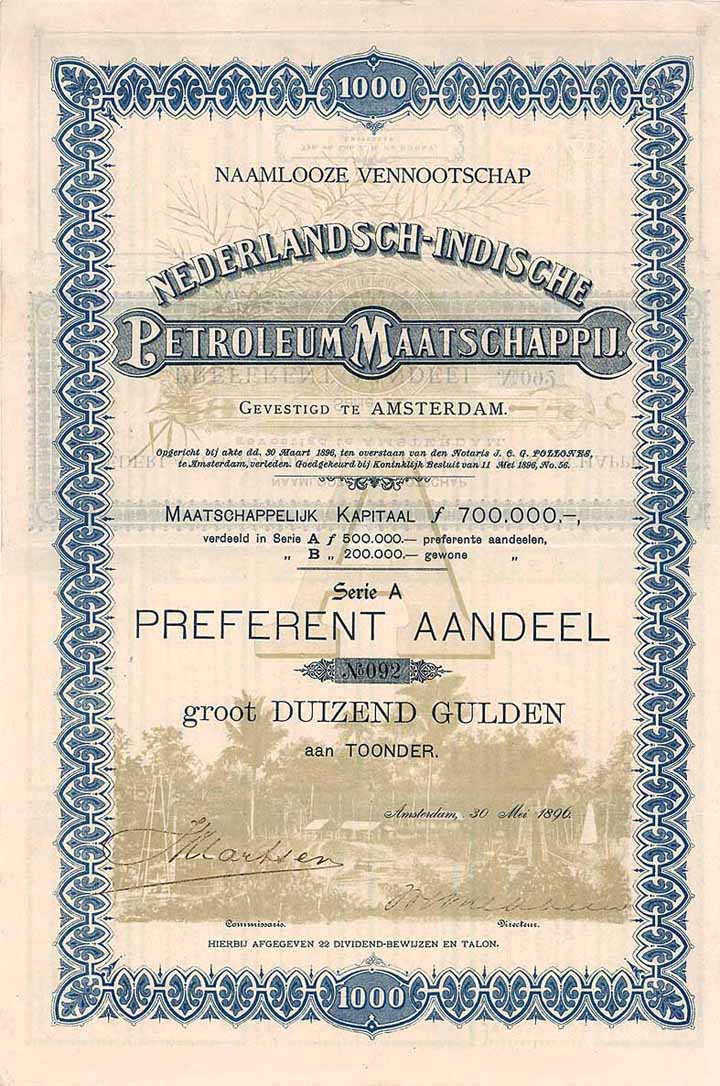 1000
NAAMLOOZE VENNOOTSCHAP
NEDERLANDSCH-INDISCHE
PETROLEUM MAATSCHAPPIJ.
GEVESTIGD TE AMSTERDAM.
Opgericht bij akte dd. 30 Maart 1896, ten overstaan van den Notaris J. C. G. POLLONES,
te Amsterdam, verleden. Goedgekeurd bij Koninklijk Besluit van 11 Mei 1896, No. 56.
MAATSCHAPPELIJK KAPITAAL f 700.000.–,
verdeeld in Serie A f 500.000.— preferente aandeelen,
„ B „ 200.000.— gewone „
A
Serie A
PREFERENT AANDEEL
No 092
groot DUIZEND GULDEN
aan TOONDER.
Amsterdam, 30 Mei 1896.
Commissaris. Directeur.
HIERBIJ AFGEGEVEN 22 DIVIDEND-BEWIJZEN EN TALON.
1000